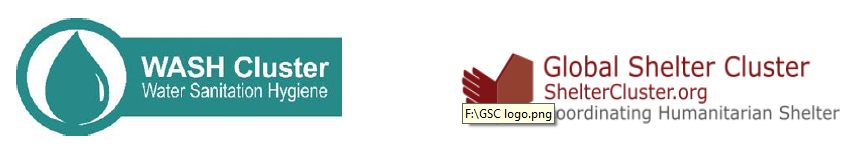 WASH Cluster
Water Sanitation Hygiene
Global Shelter Cluster
ShelterCluster.org
F:\GSC logo.png
oordinating Humanitarian Shelter